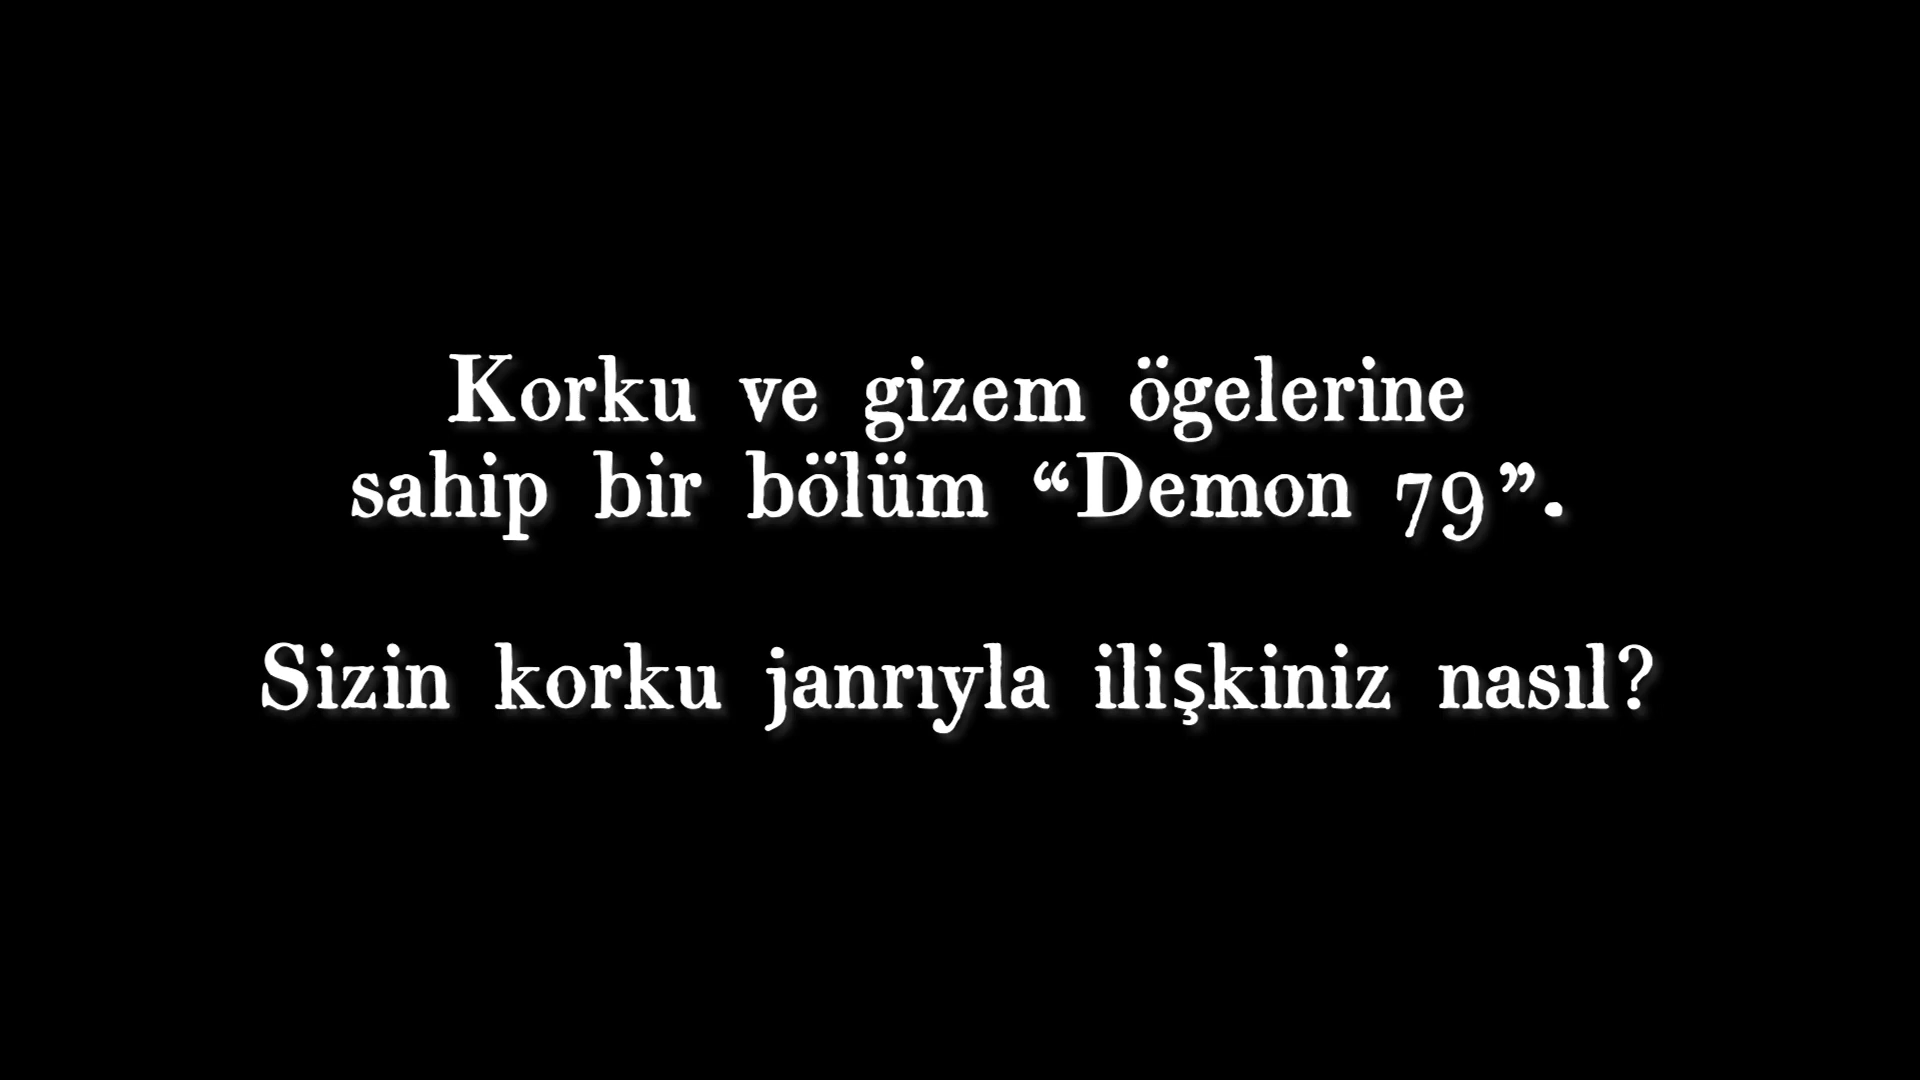 Korku ve gizem ögelerine
sahip bir bölüm “Demon 79”.
Sizin korku janrıyla ilişkiniz nasıl?